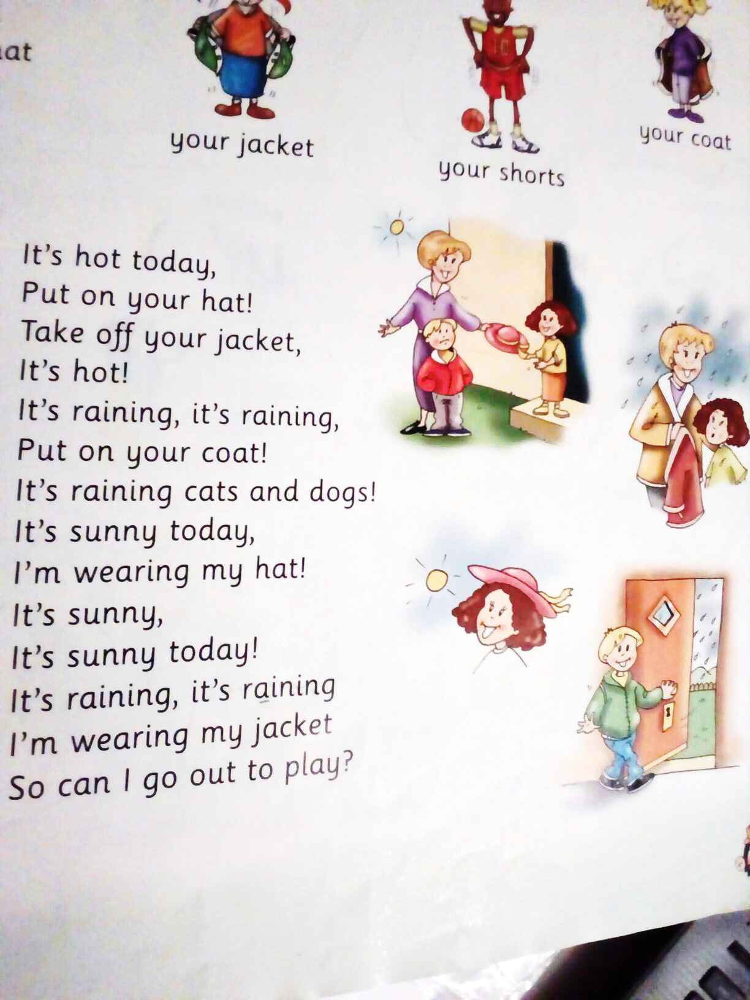 your jacket
your shorts
your coat
It's hot today,
Put on your hat!
Take off your jacket,
It's hot!
It's raining, it's raining,
Put on your coat!
It's raining cats and dogs!
It's sunny today,
I'm wearing my hat!
It's sunny,
It's sunny today!
It's raining, it's raining
I'm wearing my jacket
So can I go out to play?